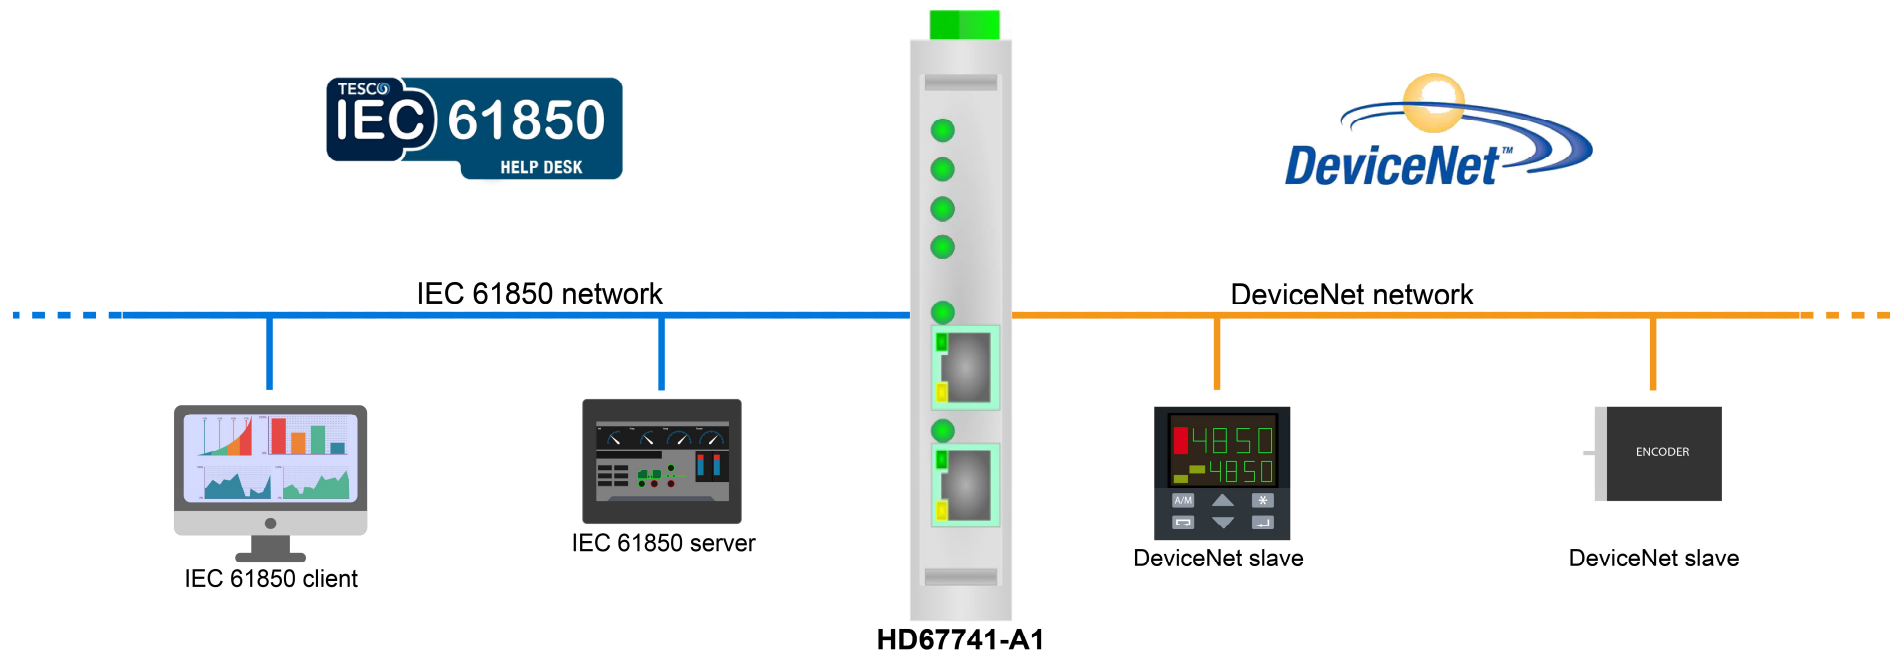 TESCO
IEC 61850
HELP DESK
DeviceNet™
IEC 61850 network
DeviceNet network
4850
4850
A/M
*
ENCODER
IEC 61850 client
IEC 61850 server
DeviceNet slave
DeviceNet slave
HD67741-A1